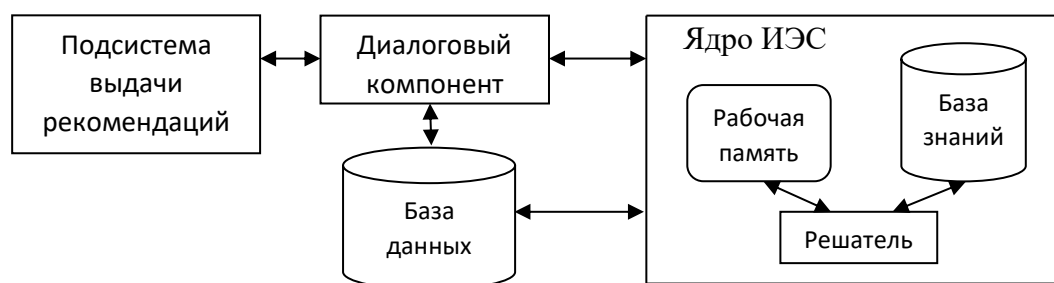 Подсистема
выдачи
рекомендаций
Диалоговый
компонент
База
данных
Ядро ИЭС
Рабочая
память
База
знаний
Решатель